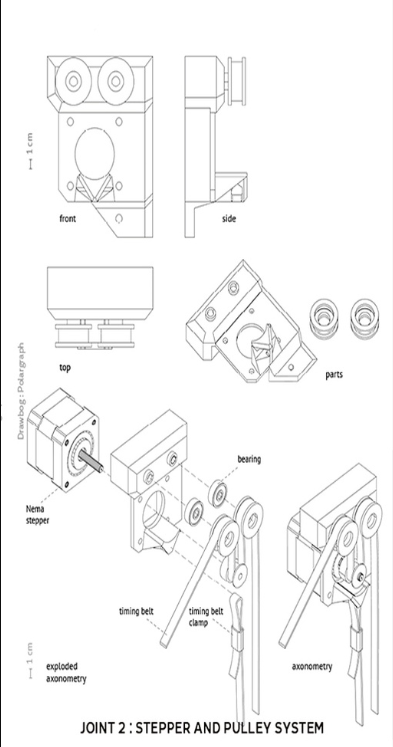 1 cm
front
side
top
parts
Drawbog : Polargraph
bearing
Nema
stepper
timing belt
timing belt
clamp
1 cm
exploded
axonometry
axonometry
JOINT 2 : STEPPER AND PULLEY SYSTEM